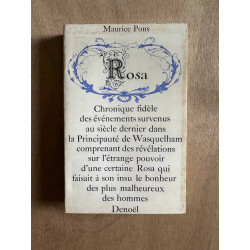 Maurice Pons
Rosa
Chronique fidèle
des événements survenus
au siècle dernier dans
la Principauté de Wasquelham
comprenant des révélations
sur l'étrange pouvoir
d'une certaine Rosa qui
faisait à son insu le bonheur
des plus malheureux
des hommes
Denoël